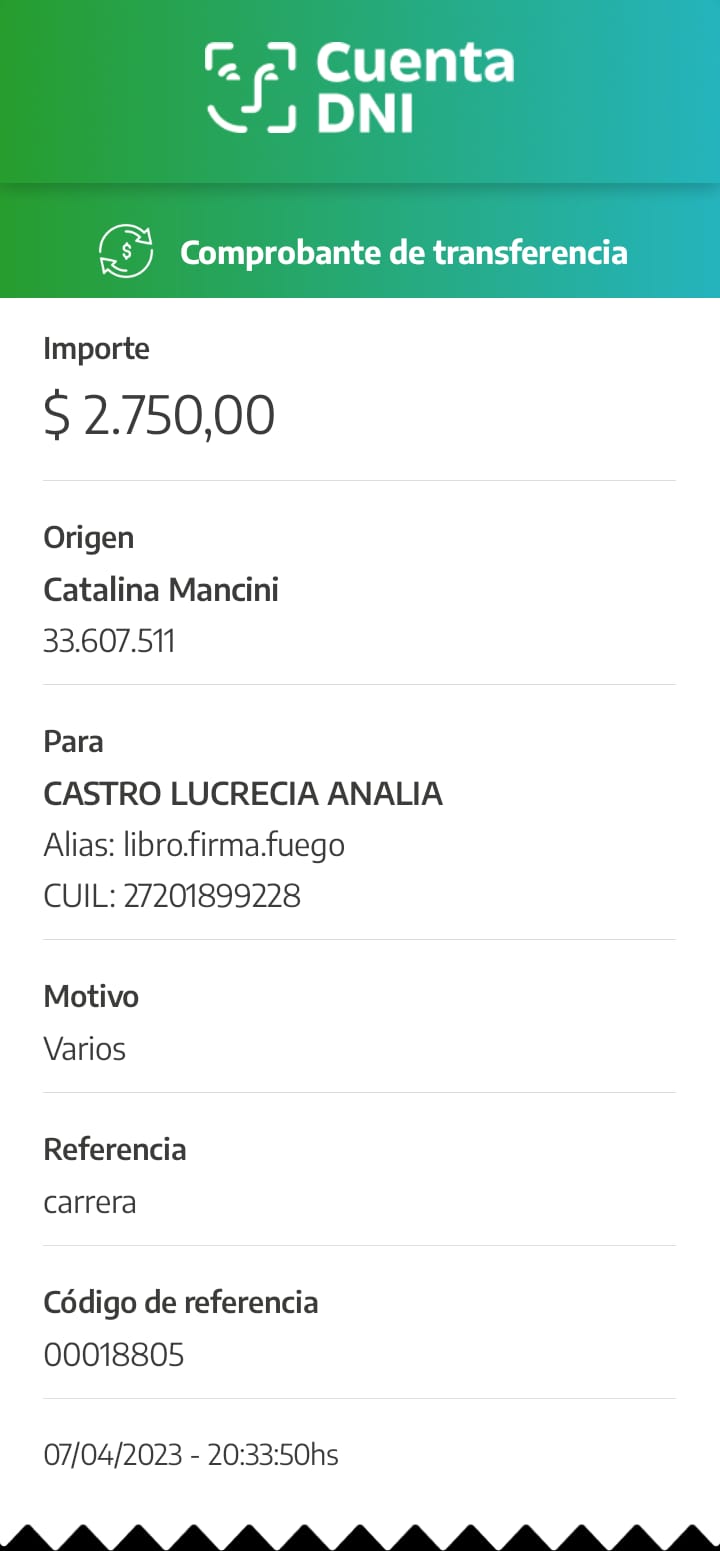 Cuenta
DNI
$
Comprobante de transferencia
Importe
$ 2.750,00
Origen
Catalina Mancini
33.607.511
Para
CASTRO LUCRECIA ANALIA
Alias: libro.firma.fuego
CUIL: 27201899228
Motivo
Varios
Referencia
carrera
Código de referencia
00018805
07/04/2023 - 20:33:50hs